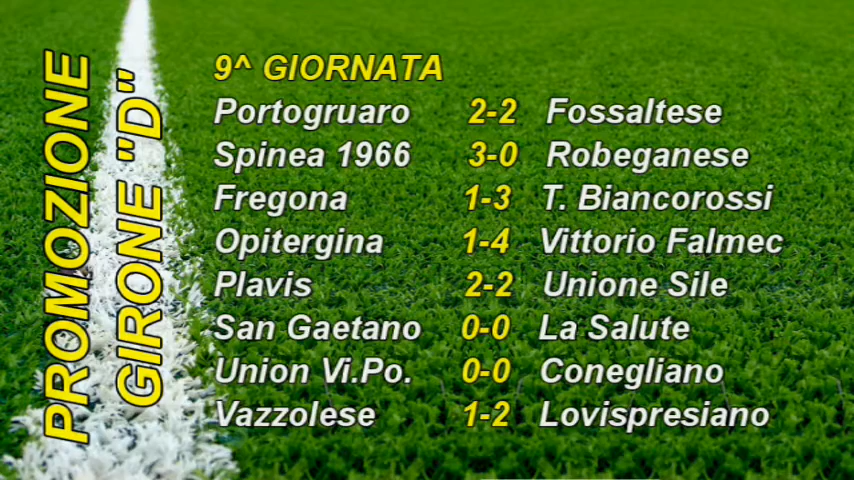 PROMOZIONE
GIRONE "D"
9^ GIORNATA
Portogruaro 2-2 Fossaltese
Spinea 1966 3-0 Robeganese
Fregona 1-3 T. Biancorossi
Opitergina 1-4 Vittorio Falmec
Plavis 2-2 Unione Sile
San Gaetano 0-0 La Salute
Union Vi.Po. 0-0 Conegliano
Vazzolese 1-2 Lovispresiano